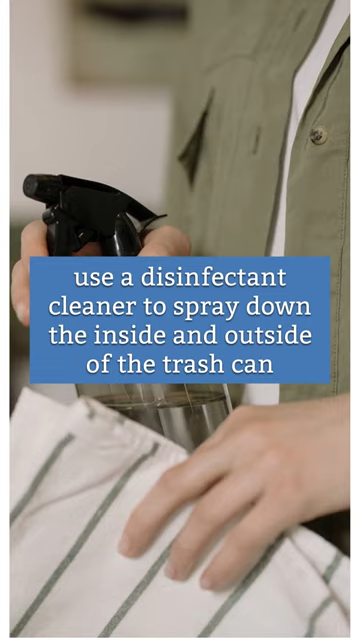 use a disinfectant
cleaner to spray down
the inside and outside
of the trash can